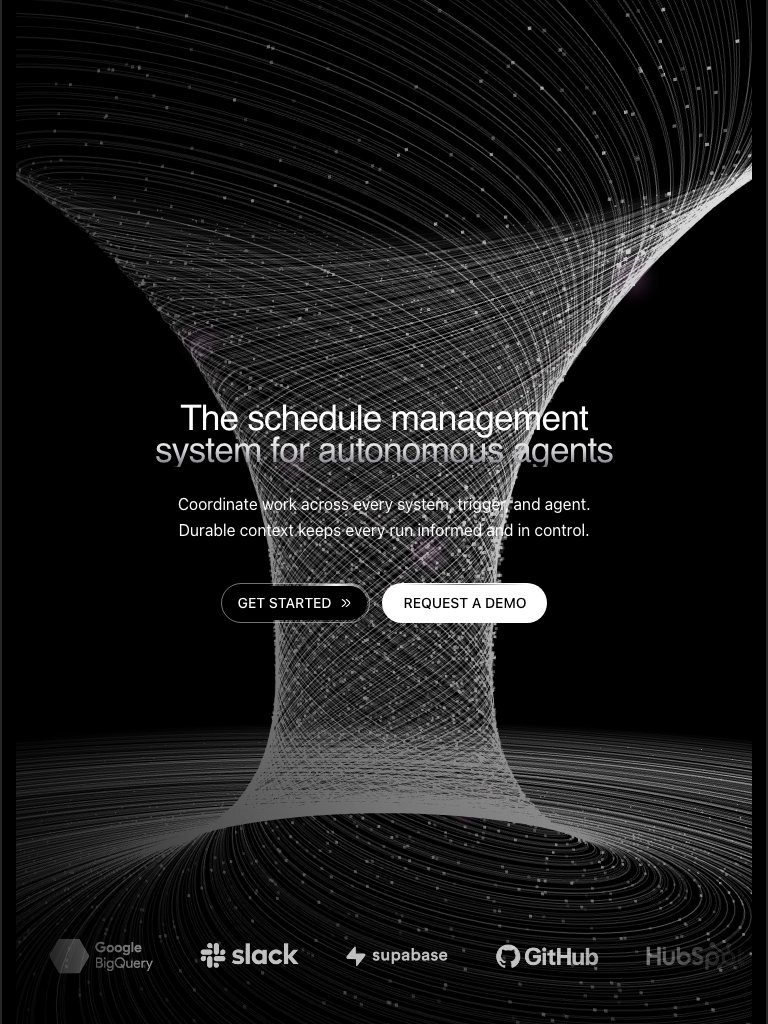 The schedule management
system for autonomous agents
Coordinate work across every system, trigger, and agent.
Durable context keeps every run informed and in control.
GET STARTED
REQUEST A DEMO
Google
BigQuery
slack
supabase
GitHub
HubSpot